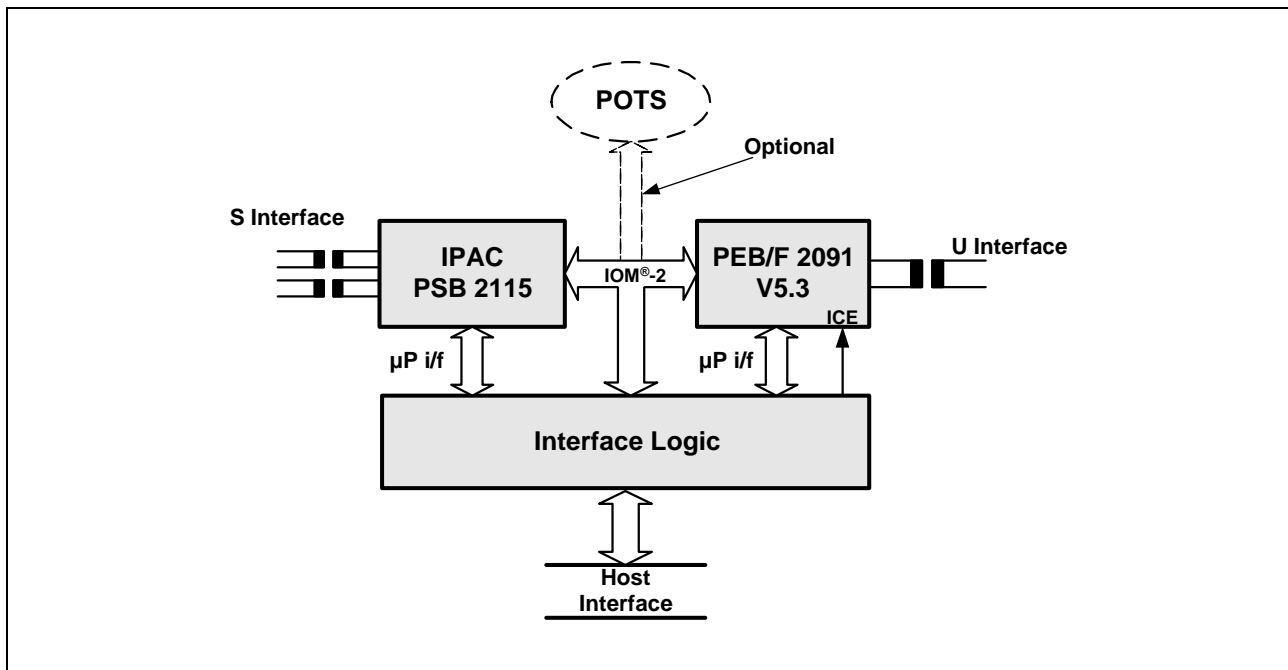 POTS
Optional
S Interface
U Interface
IPAC
PSB 2115
IOM®-2
PEB/F 2091
V5.3
ICE
µP i/f
µP i/f
Interface Logic
Host
Interface